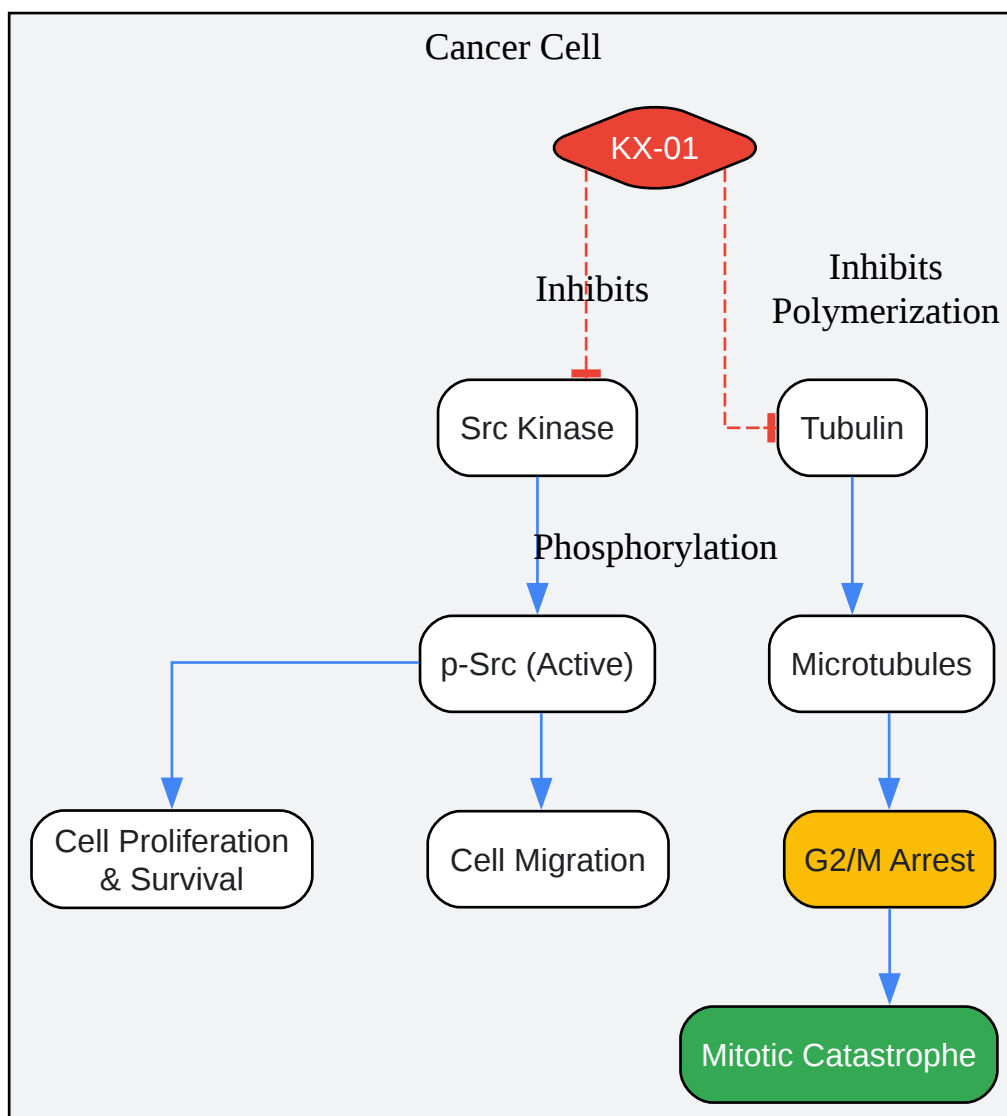 Cancer Cell
KX-01
Inhibits
Inhibits
Polymerization
Src Kinase
Tubulin
Phosphorylation
p-Src (Active)
Microtubules
Cell Proliferation
& Survival
Cell Migration
G2/M Arrest
Mitotic Catastrophe